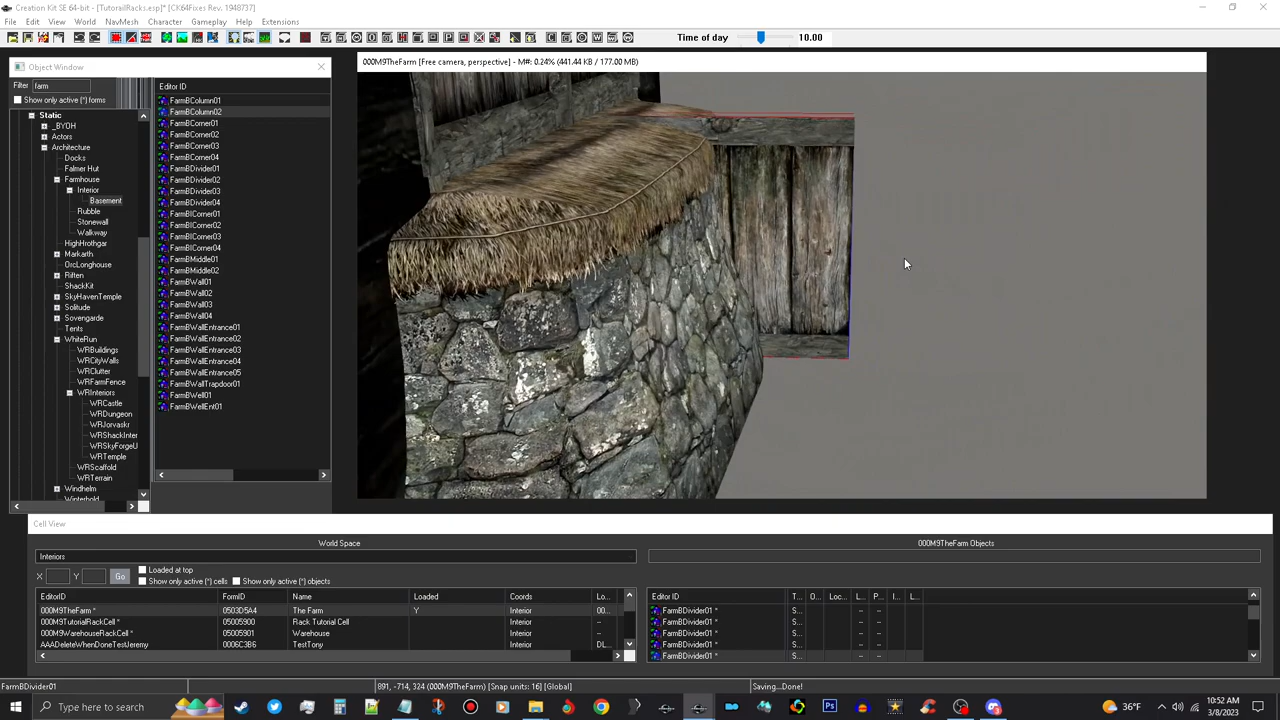 Creation Kit SE 64-bit - [TutorailRacks.esp]* [CK64Fixes Rev. 1948737]
File Edit View World NavMesh Character Gameplay Help Extensions
Time of day 10.00
Object Window
Filter farm
Show only active (*) forms
Static
_BYOH
Actors
Architecture
Docks
Falmer Hut
Farmhouse
Interior
Basement
Rubble
Stonewall
Walkway
HighHrothgar
Markarth
OrcLonghouse
Riften
ShackKit
SkyHavenTemple
Solitude
Sovengarde
Tents
WhiteRun
WRBuildings
WRCityWalls
WRClutter
WRFarmFence
WRInteriors
WRCastle
WRDungeon
WRJorvaskr
WRShackInter
WRSkyForgeU
WRTemple
WRScaffold
WRTerrain
Windhelm
Winterhold
Editor ID
FarmBColumn01
FarmBColumn02
FarmBCorner01
FarmBCorner02
FarmBCorner03
FarmBCorner04
FarmBDivider01
FarmBDivider02
FarmBDivider03
FarmBDivider04
FarmBICorner01
FarmBICorner02
FarmBICorner03
FarmBICorner04
FarmBMiddle01
FarmBMiddle02
FarmBWall01
FarmBWall02
FarmBWall03
FarmBWall04
FarmBWallEntrance01
FarmBWallEntrance02
FarmBWallEntrance03
FarmBWallEntrance04
FarmBWallEntrance05
FarmBWallTrapdoor01
FarmBWell01
FarmBWellEnt01
000M9TheFarm [Free camera, perspective] - M#: 0.24% (441.44 KB / 177.00 MB)
Cell View
World Space
Interiors
X Y Go
Loaded at top
Show only active (*) cells Show only active (*) objects
EditorID FormID Name Loaded Coords Lo...
000M9TheFarm * 0503D5A4 The Farm Y Interior 00...
000M9TutorialRackCell * 05005900 Rack Tutorial Cell Interior --
000M9WarehouseRackCell * 05005901 Warehouse Interior --
AAADeleteWhenDoneTestJeremy 0006C3B6 TestTony Interior DL...
000M9TheFarm Objects
Editor ID T... O... Loc... L... P... I... L...
FarmBDivider01 * S... -- --
FarmBDivider01 * S... -- --
FarmBDivider01 * S... -- --
FarmBDivider01 * S... -- --
FarmBDivider01 * S... -- --
FarmBDivider01 891, -714, 324 (000M9TheFarm) [Snap units: 16] [Global] Saving...Done!
Type here to search
36°F
10:52 AM
3/8/2023